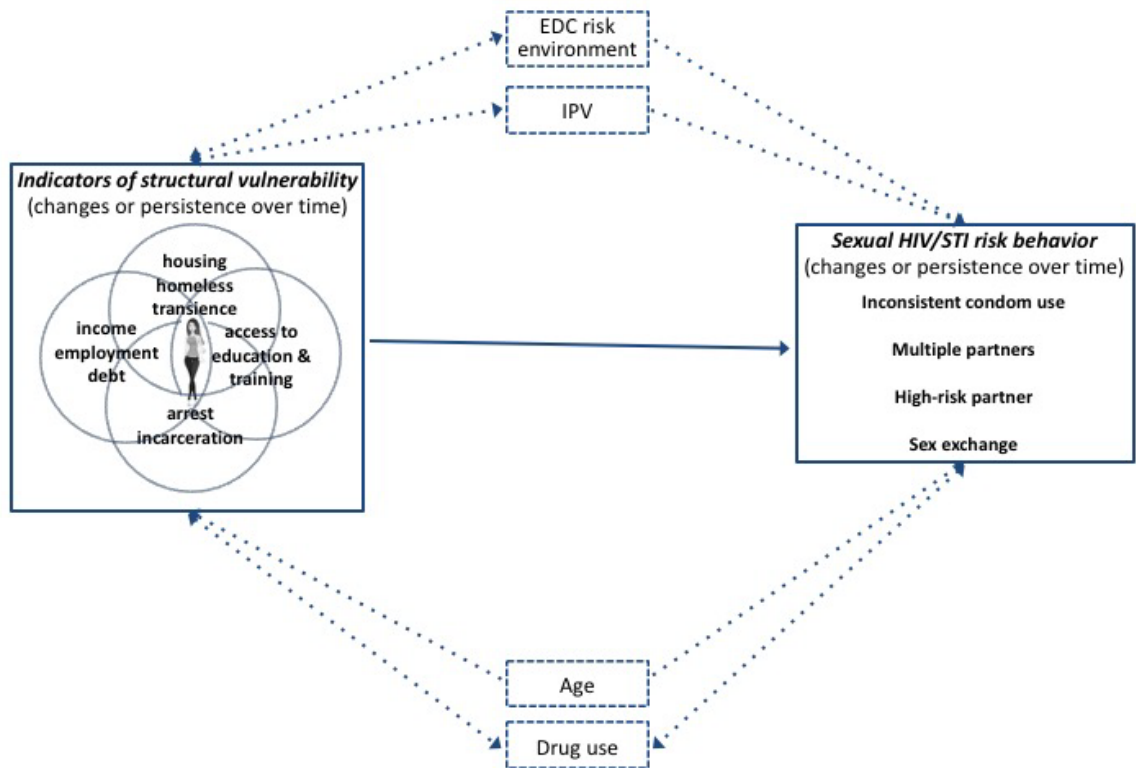 EDC risk
environment
IPV
Indicators of structural vulnerability
(changes or persistence over time)
housing
homeless
transience
income
employment
debt
access to
education &
training
arrest
incarceration
Sexual HIV/STI risk behavior
(changes or persistence over time)
Inconsistent condom use
Multiple partners
High-risk partner
Sex exchange
Age
Drug use